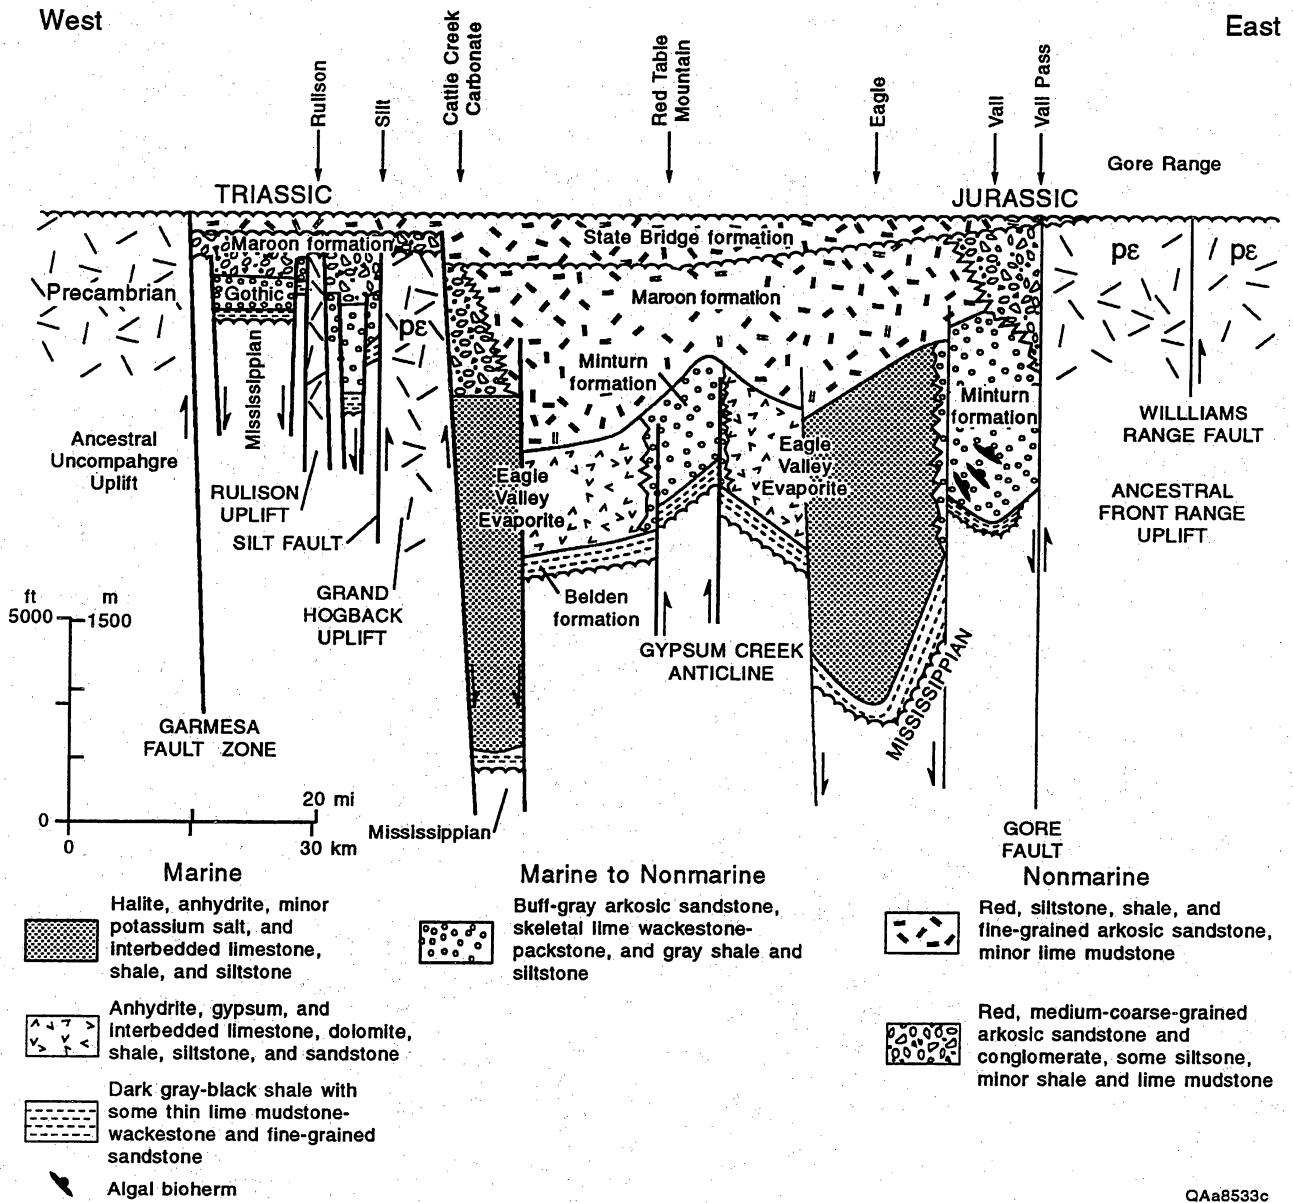 West
East
Rulison
Silt
Cattle Creek
Carbonate
Red Table
Mountain
Eagle
Vail
Vail Pass
Gore Range
TRIASSIC
JURASSIC
Maroon formation
State Bridge formation
pε
pε
Precambrian
Gothic
Maroon formation
pε
Mississippian
Minturn
formation
Minturn
formation
WILLLIAMS
RANGE FAULT
Ancestral
Uncompahgre
Uplift
Eagle
Valley
Evaporite
Eagle
Valley
Evaporite
RULISON
UPLIFT
ANCESTRAL
FRONT RANGE
UPLIFT
SILT FAULT
GRAND
HOGBACK
UPLIFT
Belden
formation
ft m
5000 1500
GYPSUM CREEK
ANTICLINE
MISSISSIPPIAN
GARMESA
FAULT ZONE
20 mi
0
0 30 km
Mississippian
GORE
FAULT
Marine
Halite, anhydrite, minor
potassium salt, and
interbedded limestone,
shale, and siltstone
Anhydrite, gypsum, and
interbedded limestone, dolomite,
shale, siltstone, and sandstone
Dark gray-black shale with
some thin lime mudstone-
wackestone and fine-grained
sandstone
Algal bioherm
Marine to Nonmarine
Buff-gray arkosic sandstone,
skeletal lime wackestone-
packstone, and gray shale and
siltstone
Nonmarine
Red, siltstone, shale, and
fine-grained arkosic sandstone,
minor lime mudstone
Red, medium-coarse-grained
arkosic sandstone and
conglomerate, some siltsone,
minor shale and lime mudstone
QAa8533c